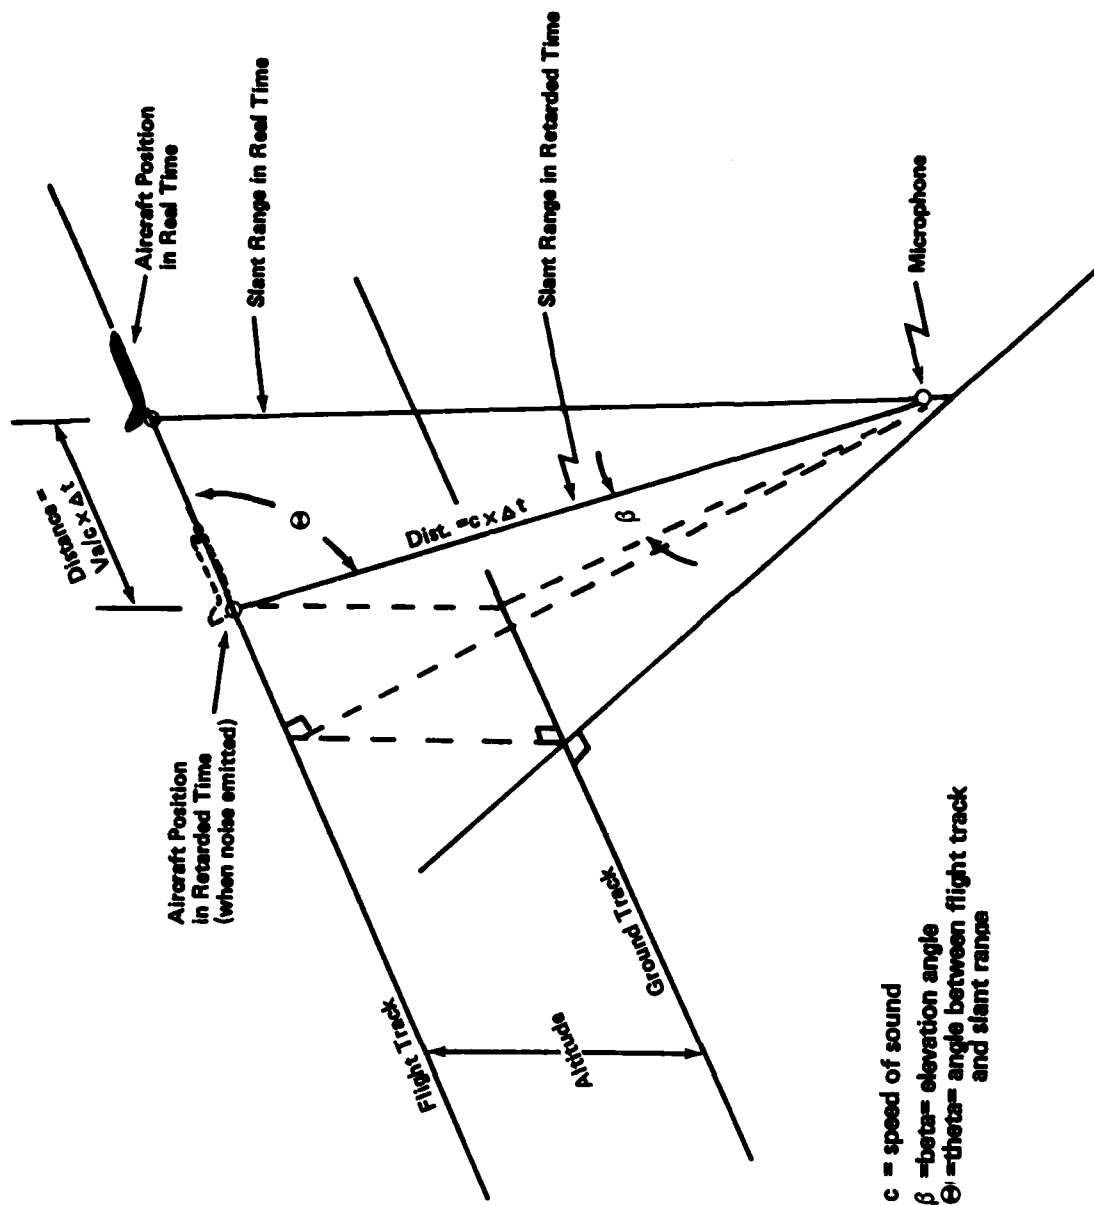 Distance =
Va/c x Δt
Aircraft Position
in Real Time
Slant Range in Real Time
Slant Range in Retarded Time
Microphone
Θ
Dist. =c x Δt
β
Aircraft Position
in Retarded Time
(when noise emitted)
Flight Track
Ground Track
Altitude
c = speed of sound
β =beta= elevation angle
Θ =theta= angle between flight track
and slant range